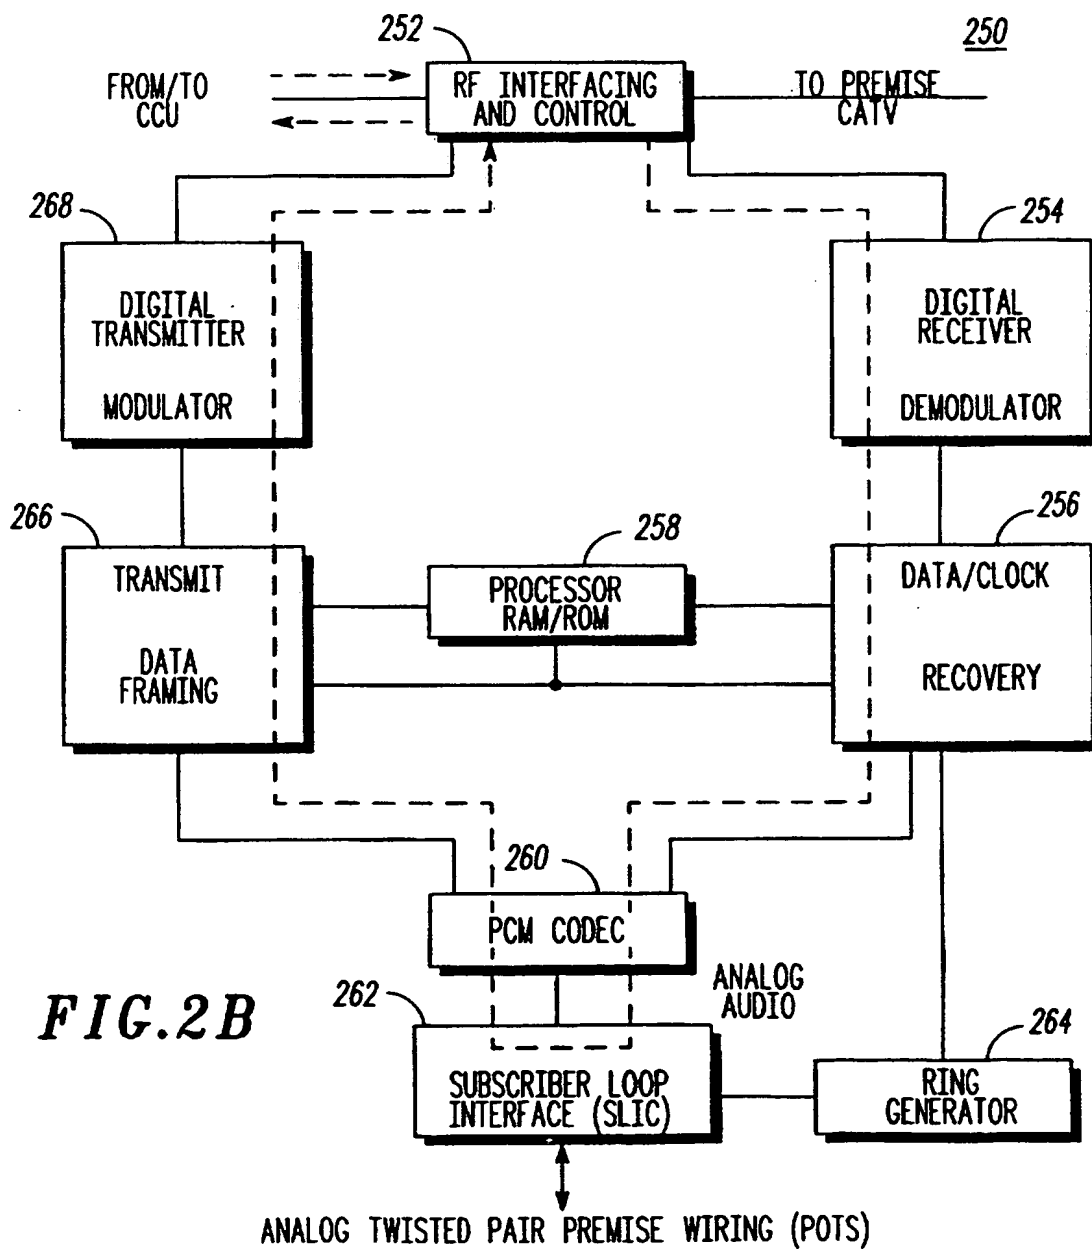 252
250
FROM/TO
CCU
RF INTERFACING
AND CONTROL
TO PREMISE
CATV
268
254
DIGITAL
TRANSMITTER
MODULATOR
DIGITAL
RECEIVER
DEMODULATOR
266
258
256
TRANSMIT
DATA
FRAMING
PROCESSOR
RAM/ROM
DATA/CLOCK
RECOVERY
260
PCM CODEC
ANALOG
AUDIO
FIG.2B
262
264
SUBSCRIBER LOOP
INTERFACE (SLIC)
RING
GENERATOR
ANALOG TWISTED PAIR PREMISE WIRING (POTS)